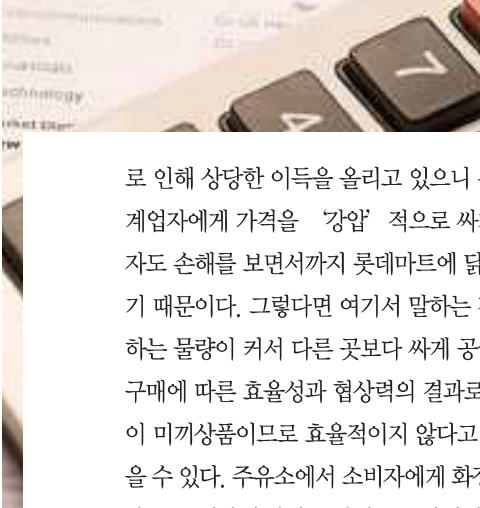 chnology
7
4
로 인해 상당한 이득을 올리고 있으니
계업자에게 가격을 '강압' 적으로 싸
자도 손해를 보면서까지 롯데마트에 닭
기 때문이다. 그렇다면 여기서 말하는
하는 물량이 커서 다른 곳보다 싸게 공
구매에 따른 효율성과 협상력의 결과로
이 미끼상품이므로 효율적이지 않다고
을 수 있다. 주유소에서 소비자에게 화